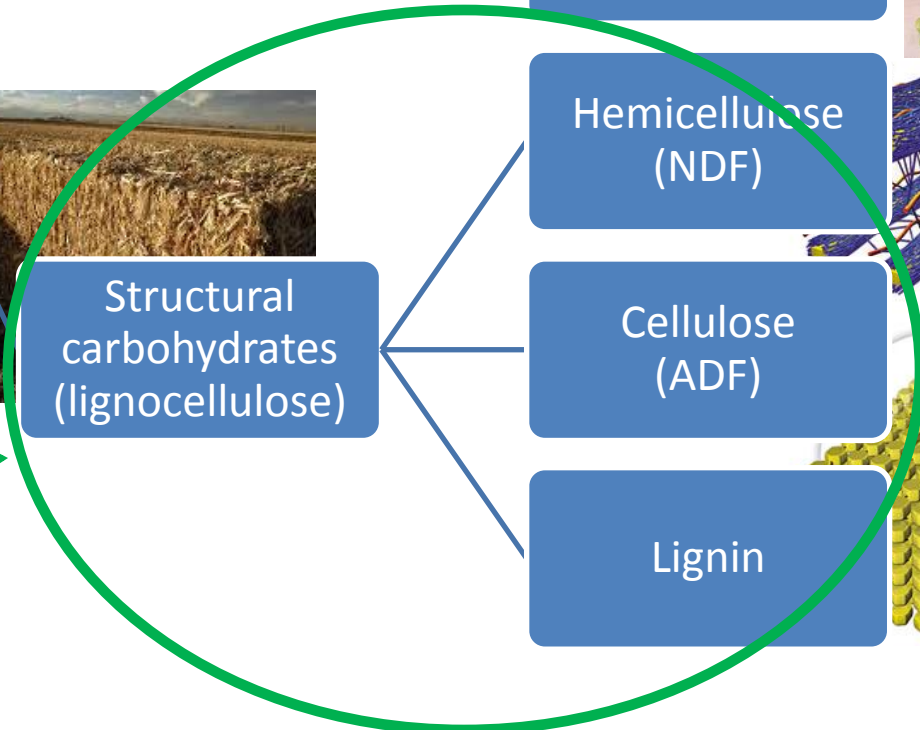 Structural
carbohydrates
(lignocellulose)
Hemicellulose
(NDF)
Cellulose
(ADF)
Lignin